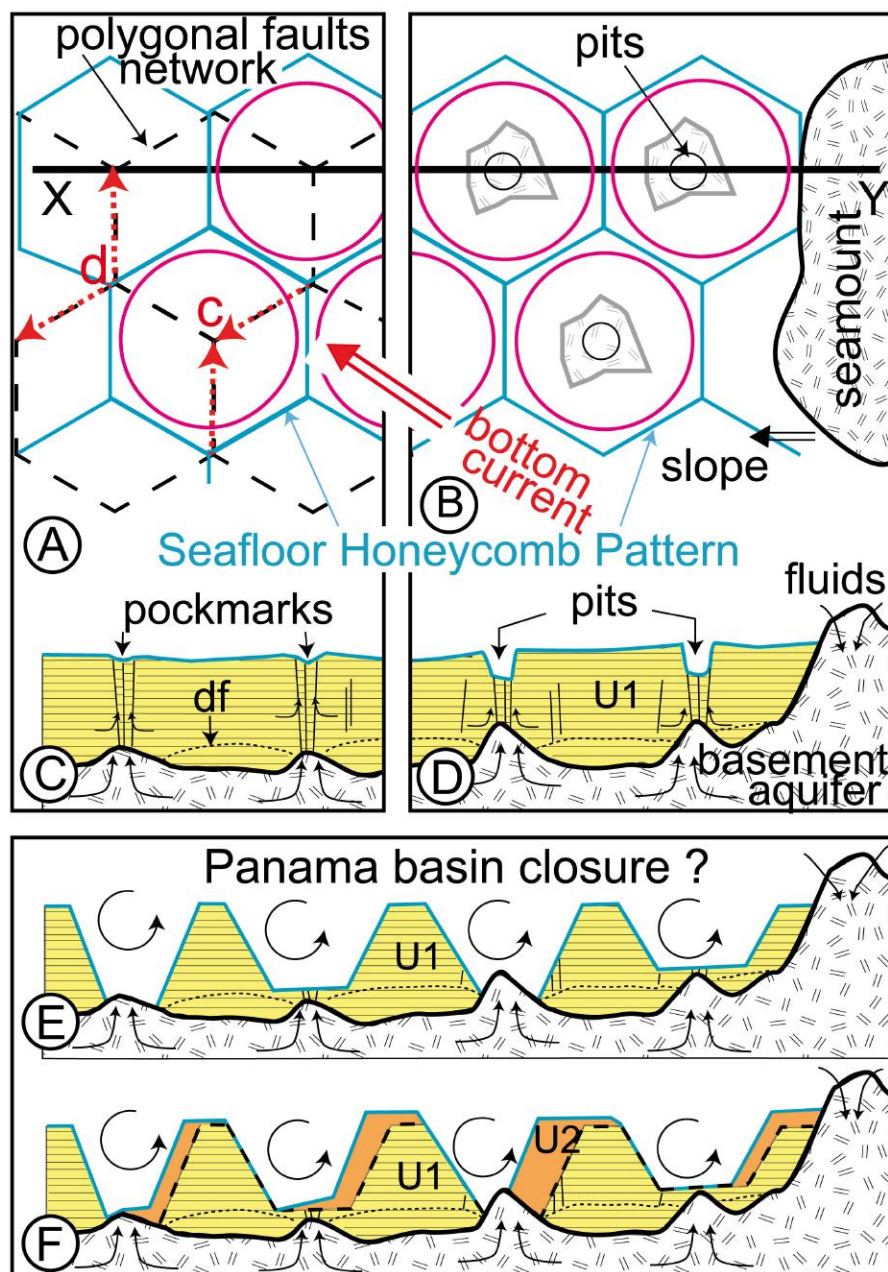 polygonal faults
network
X
d
c
A
pits
Y
seamount
slope
B
bottom
current
Seafloor Honeycomb Pattern
pockmarks
df
C
pits
fluids
U1
D
basement
aquifer
Panama basin closure ?
U1
E
U2
U1
F